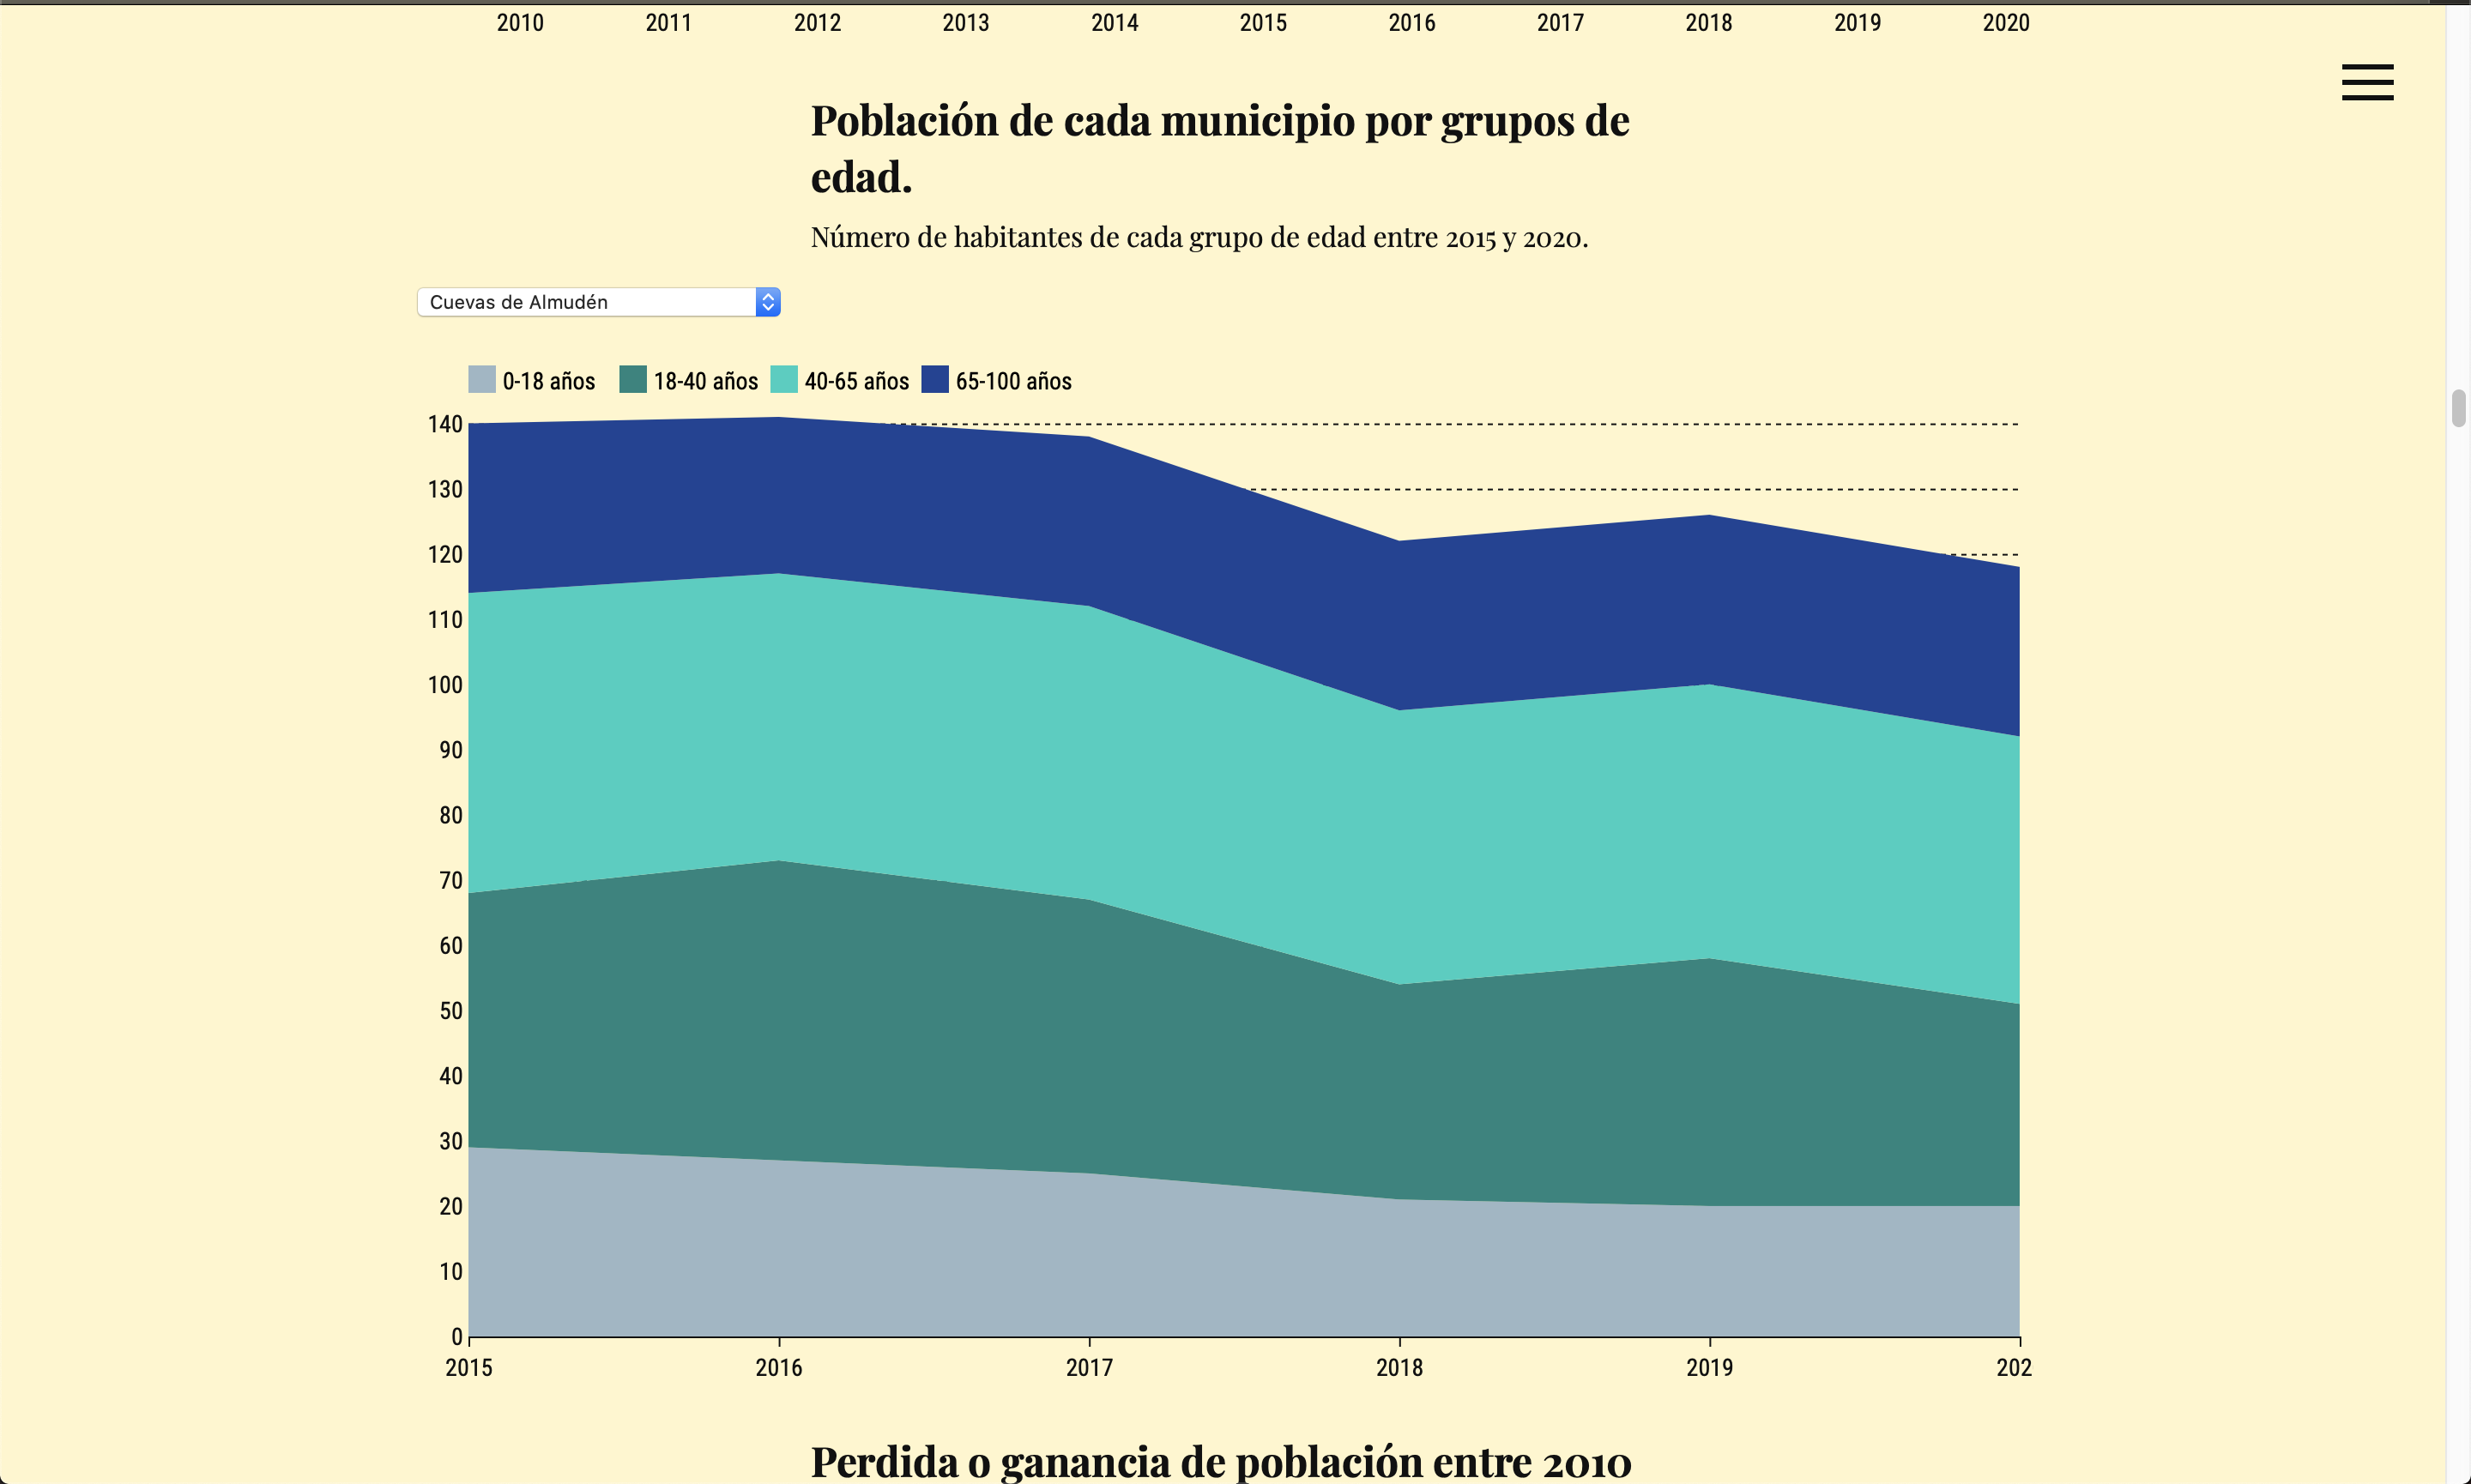 2010 2011 2012 2013 2014 2015 2016 2017 2018 2019 2020
Población de cada municipio por grupos de
edad.
Número de habitantes de cada grupo de edad entre 2015 y 2020.
Cuevas de Almudén
0-18 años 18-40 años 40-65 años 65-100 años
140
130
120
110
100
90
80
70
60
50
40
30
20
10
0
2015 2016 2017 2018 2019 202
Perdida o ganancia de población entre 2010